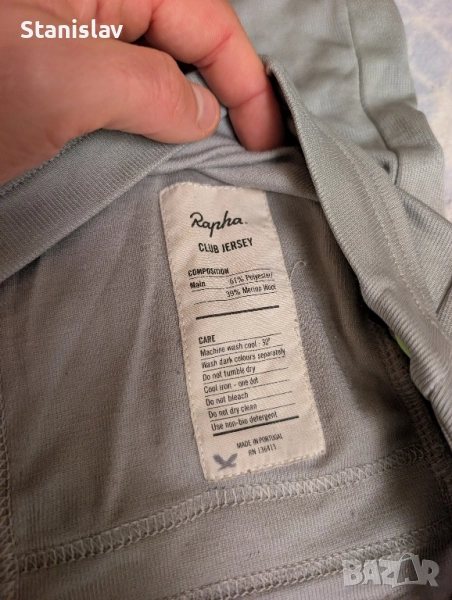 Stanislav
Rapha.
CLUB JERSEY
COMPOSITION
Main 61% Polyester
39% Merino Wool
CARE
Machine wash cool - 30°
Wash dark colours separately
Do not tumble dry
Cool iron - one dot
Do not bleach
Do not dry clean
Use non-bio detergent
MADE IN PORTUGAL
RN 136411
BAZAR